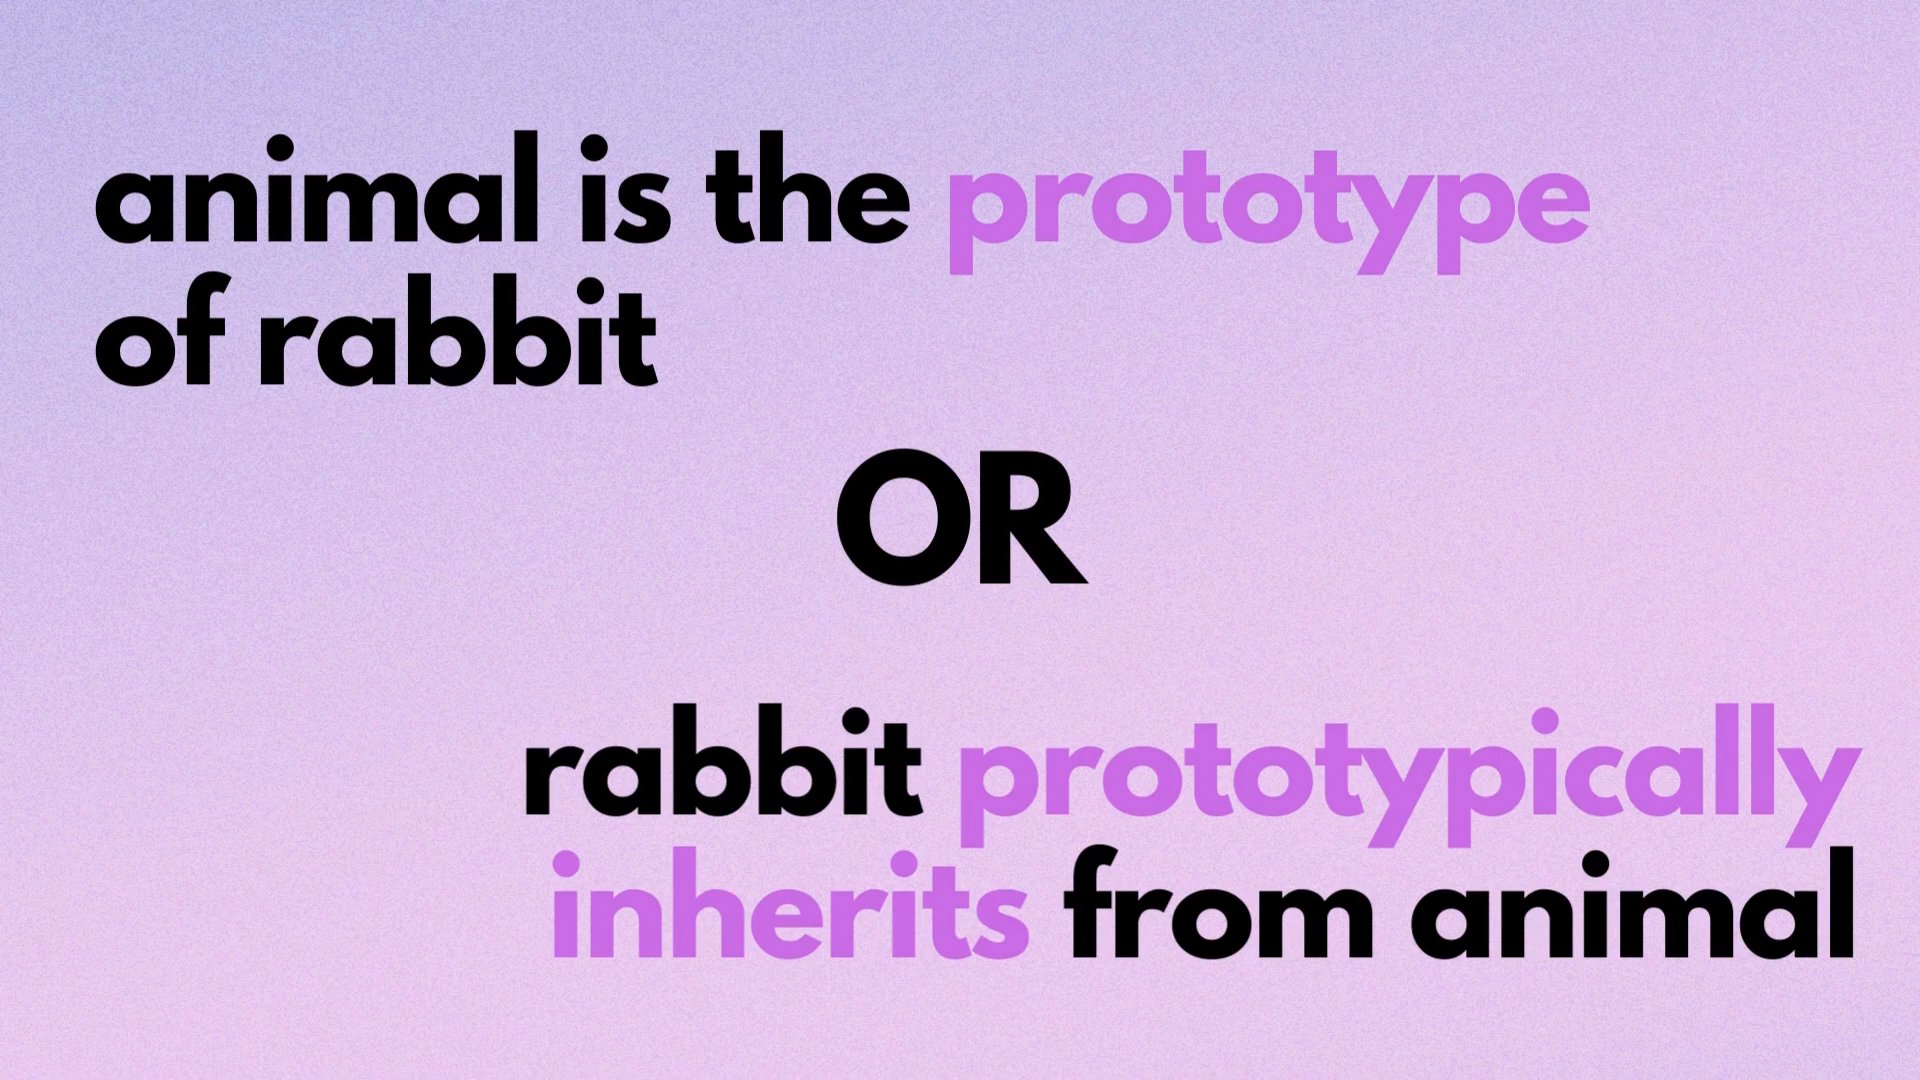 animal is the prototype
of rabbit
OR
rabbit prototypically
inherits from animal